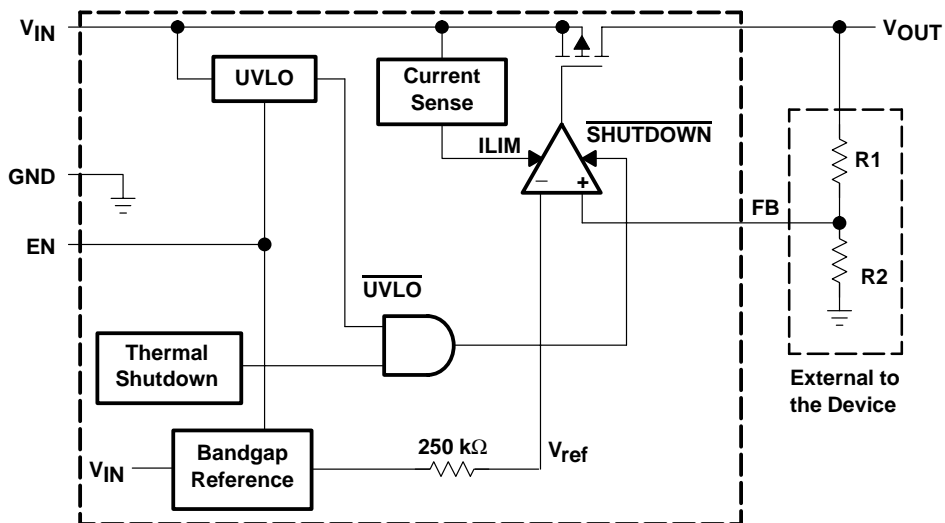 VIN
VOUT
UVLO
Current
Sense
SHUTDOWN
ILIM
R1
GND
− +
FB
EN
R2
UVLO
Thermal
Shutdown
External to
the Device
250 kΩ
Vref
VIN
Bandgap
Reference